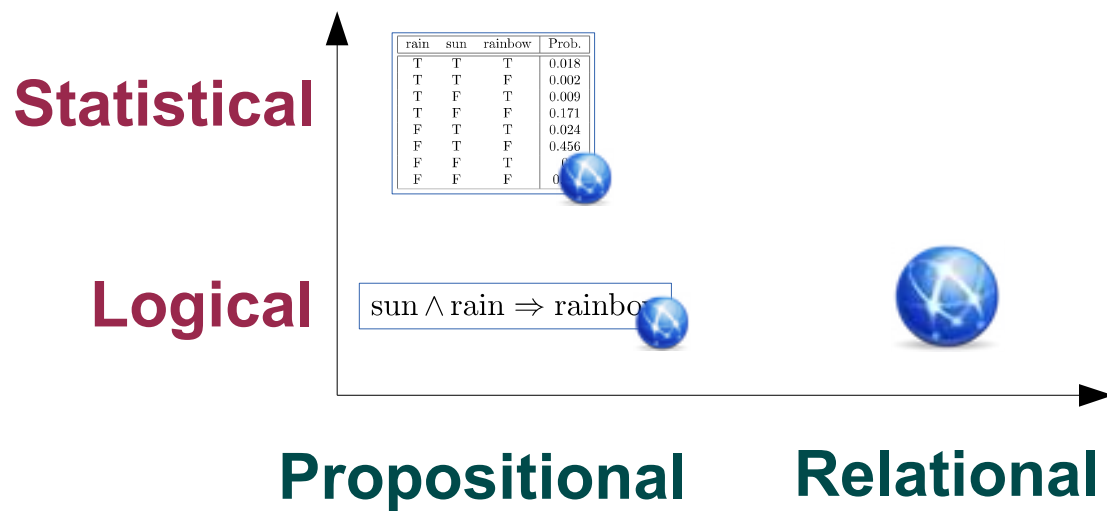 rain sun rainbow Prob.
T T T 0.018
T T F 0.002
T F T 0.009
T F F 0.171
F T T 0.024
F T F 0.456
F F T
F F F
Statistical
Logical
sun ∧ rain ⇒
Propositional
Relational